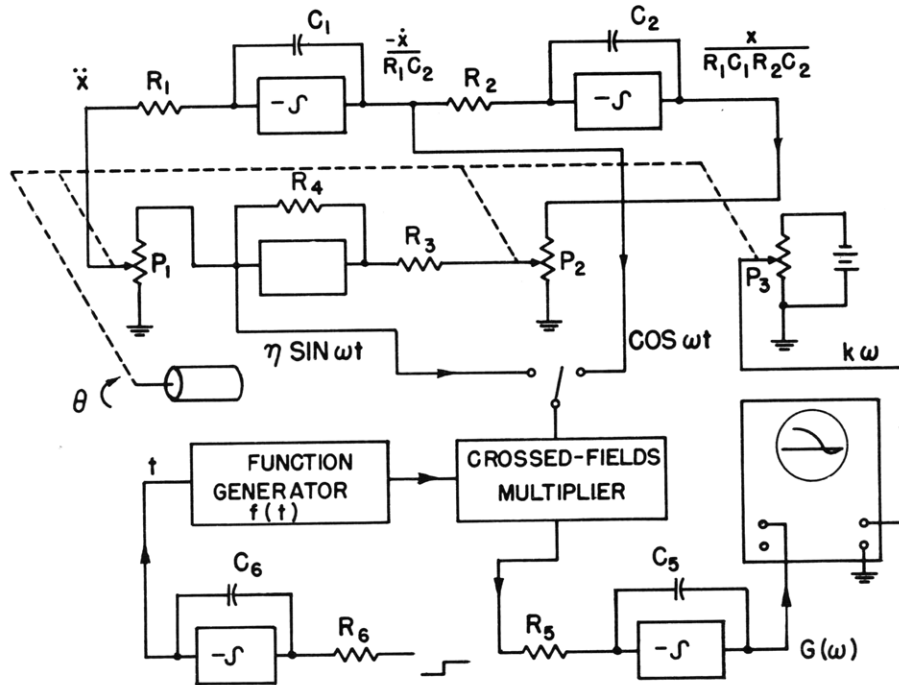 C₁
-ẋ
R₁C₂
C₂
x
R₁C₁R₂C₂
ẍ
R₁
-∫
R₂
-∫
R₄
P₁
R₃
P₂
P₃
η SIN ωt
COS ωt
kω
θ
t
FUNCTION
GENERATOR
f(t)
CROSSED-FIELDS
MULTIPLIER
C₆
C₅
R₆
-∫
R₅
-∫
G(ω)